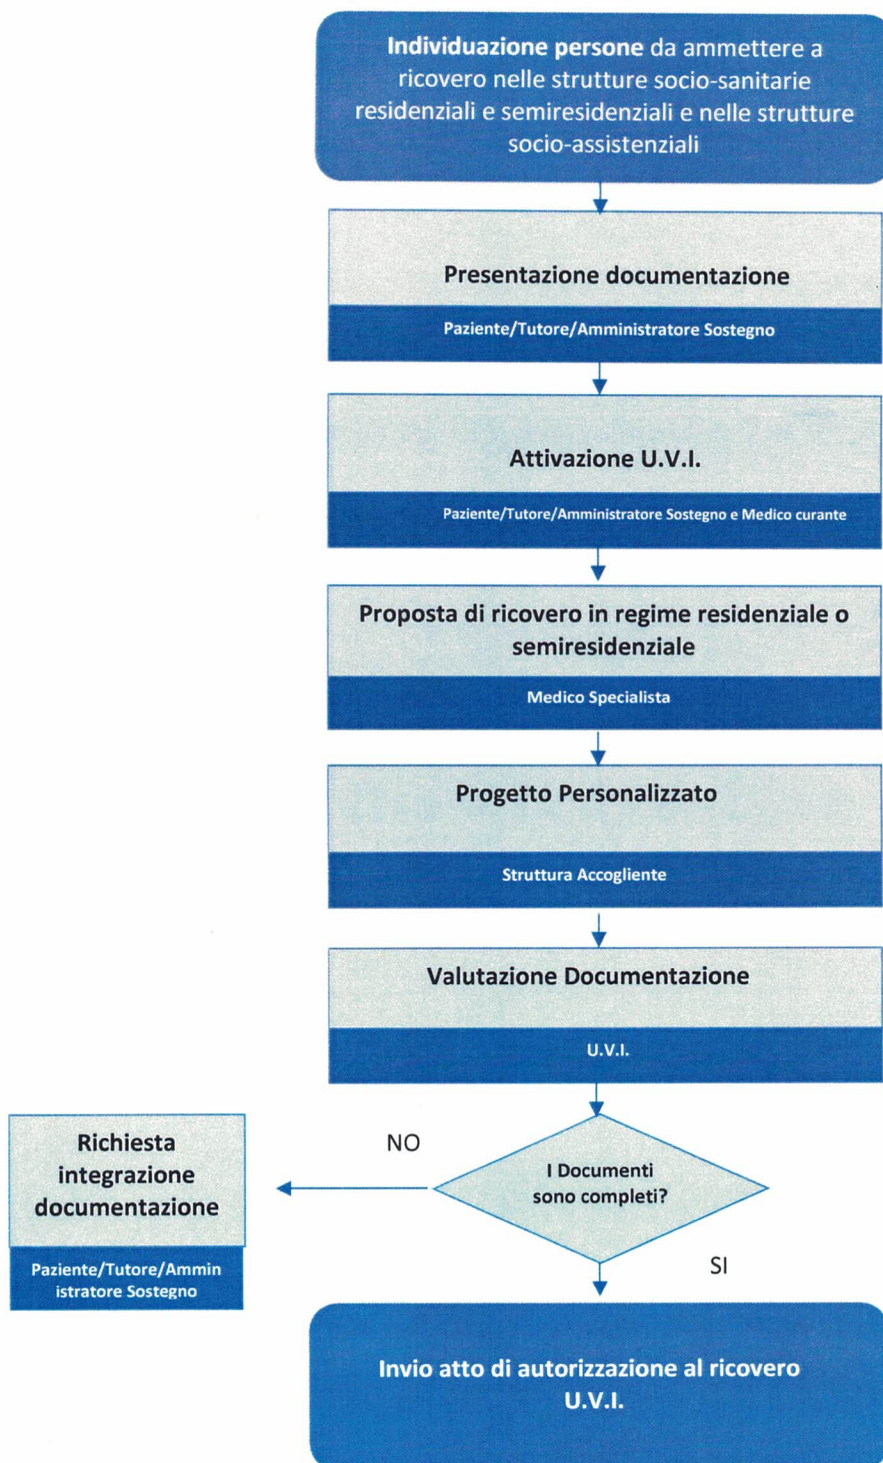 Individuazione persone da ammettere a
ricovero nelle strutture socio-sanitarie
residenziali e semiresidenziali e nelle strutture
socio-assistenziali
Presentazione documentazione
Paziente/Tutore/Amministratore Sostegno
Attivazione U.V.I.
Paziente/Tutore/Amministratore Sostegno e Medico curante
Proposta di ricovero in regime residenziale o
semiresidenziale
Medico Specialista
Progetto Personalizzato
Struttura Accogliente
Valutazione Documentazione
U.V.I.
I Documenti
sono completi?
NO
Richiesta
integrazione
documentazione
Paziente/Tutore/Ammin
istratore Sostegno
SI
Invio atto di autorizzazione al ricovero
U.V.I.